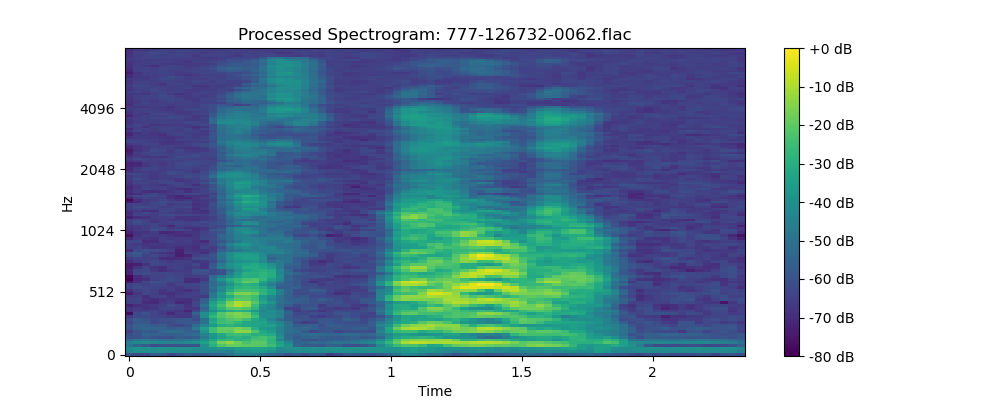 Processed Spectrogram: 777-126732-0062.flac
Hz
4096
2048
1024
512
0
0 0.5 1 1.5 2
Time
+0 dB
-10 dB
-20 dB
-30 dB
-40 dB
-50 dB
-60 dB
-70 dB
-80 dB